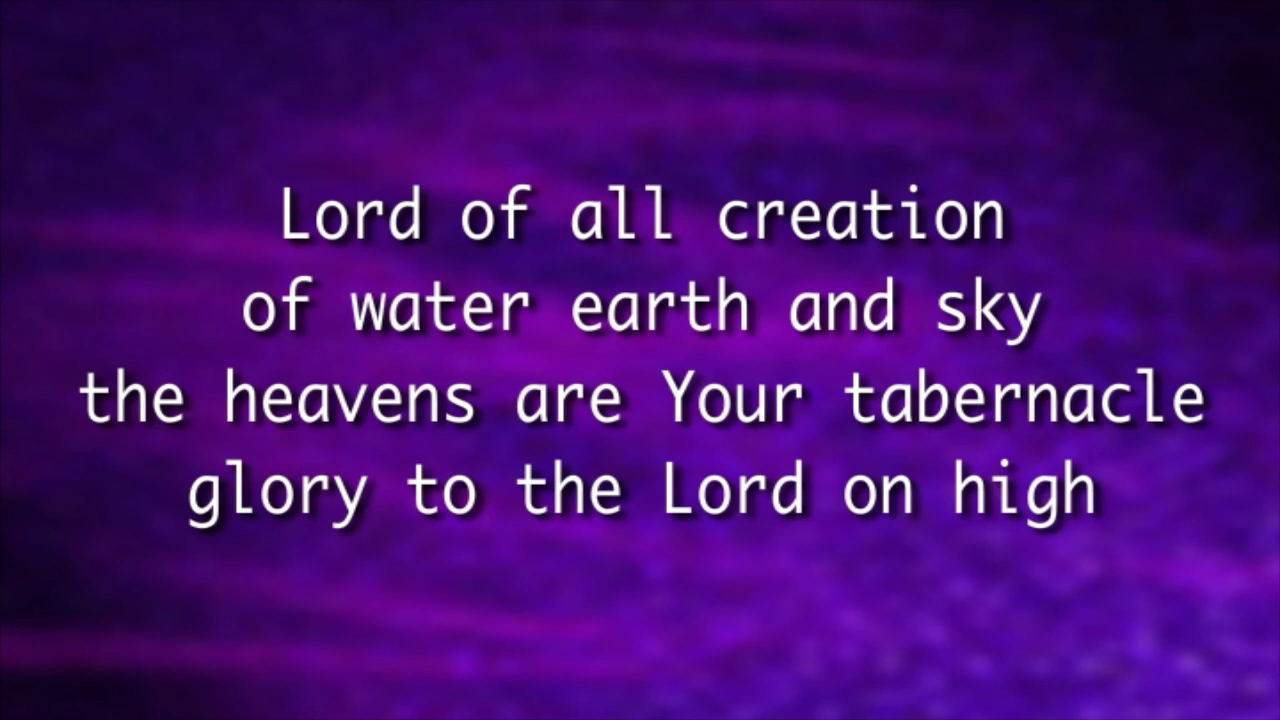 Lord of all creation
of water earth and sky
the heavens are Your tabernacle
glory to the Lord on high